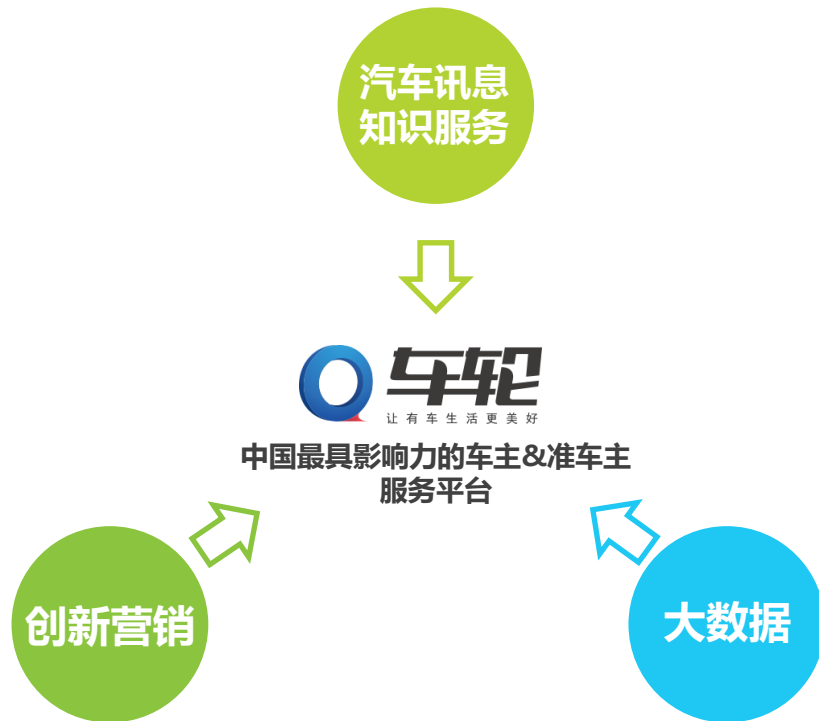 汽车讯息
知识服务
车轮
让有车生活更美好
中国最具影响力的车主&准车主
服务平台
创新营销
大数据